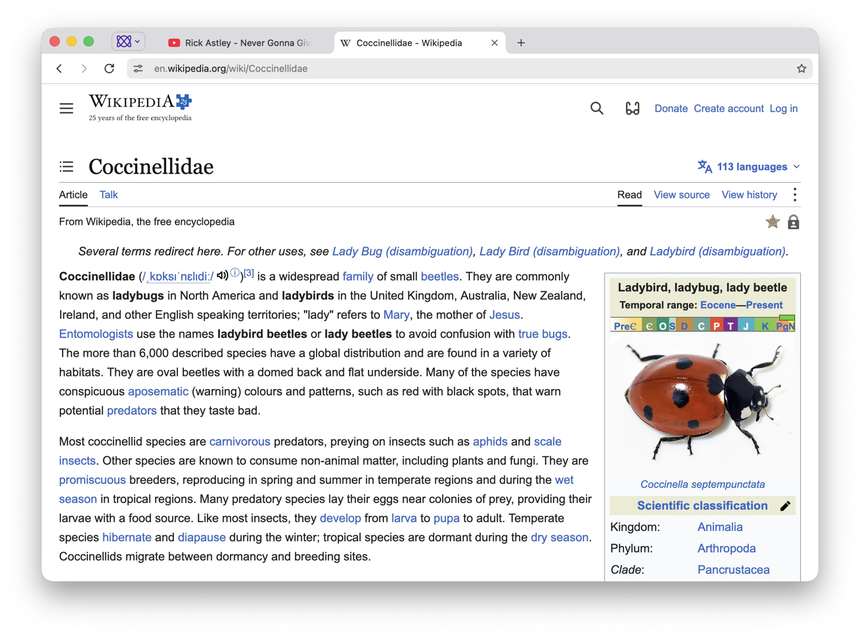 Rick Astley - Never Gonna Giv
Coccinellidae - Wikipedia
en.wikipedia.org/wiki/Coccinellidae
WIKIPEDIA
25 years of the free encyclopedia
Donate Create account Log in
Coccinellidae
113 languages
Article Talk
Read View source View history
From Wikipedia, the free encyclopedia
Several terms redirect here. For other uses, see Lady Bug (disambiguation), Lady Bird (disambiguation), and Ladybird (disambiguation).
Coccinellidae (/ˌkɒksɪˈnɛlɪdiː/ ⓘ)[3] is a widespread family of small beetles. They are commonly
known as ladybugs in North America and ladybirds in the United Kingdom, Australia, New Zealand,
Ireland, and other English speaking territories; "lady" refers to Mary, the mother of Jesus.
Entomologists use the names ladybird beetles or lady beetles to avoid confusion with true bugs.
The more than 6,000 described species have a global distribution and are found in a variety of
habitats. They are oval beetles with a domed back and flat underside. Many of the species have
conspicuous aposematic (warning) colours and patterns, such as red with black spots, that warn
potential predators that they taste bad.
Most coccinellid species are carnivorous predators, preying on insects such as aphids and scale
insects. Other species are known to consume non-animal matter, including plants and fungi. They are
promiscuous breeders, reproducing in spring and summer in temperate regions and during the wet
season in tropical regions. Many predatory species lay their eggs near colonies of prey, providing their
larvae with a food source. Like most insects, they develop from larva to pupa to adult. Temperate
species hibernate and diapause during the winter; tropical species are dormant during the dry season.
Coccinellids migrate between dormancy and breeding sites.
Ladybird, ladybug, lady beetle
Temporal range: Eocene—Present
PreꞒ Ꞓ O S D C P T J K PgN
Coccinella septempunctata
Scientific classification
Kingdom: Animalia
Phylum: Arthropoda
Clade: Pancrustacea